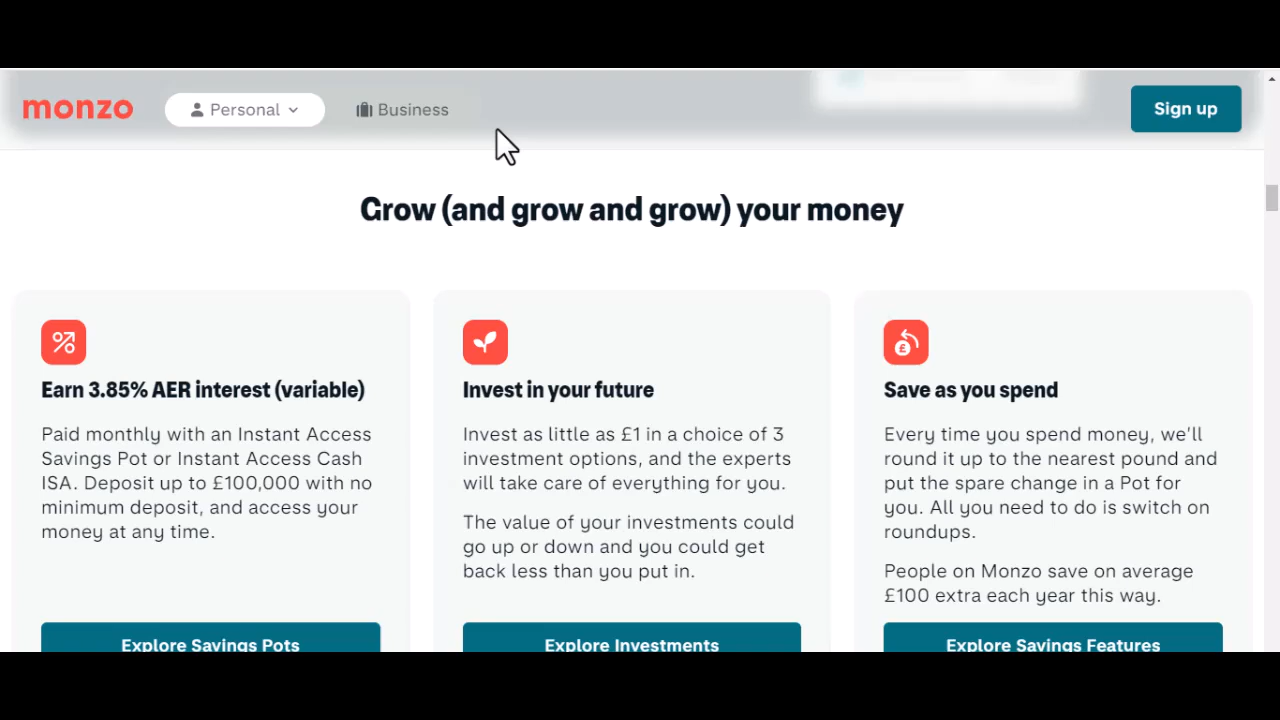 monzo
Personal
Business
Sign up
Grow (and grow and grow) your money
Earn 3.85% AER interest (variable)
Paid monthly with an Instant Access
Savings Pot or Instant Access Cash
ISA. Deposit up to £100,000 with no
minimum deposit, and access your
money at any time.
Explore Savings Pots
Invest in your future
Invest as little as £1 in a choice of 3
investment options, and the experts
will take care of everything for you.
The value of your investments could
go up or down and you could get
back less than you put in.
Explore Investments
Save as you spend
Every time you spend money, we’ll
round it up to the nearest pound and
put the spare change in a Pot for
you. All you need to do is switch on
roundups.
People on Monzo save on average
£100 extra each year this way.
Explore Savings Features